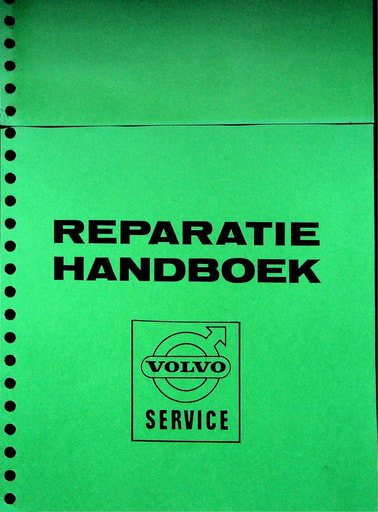 REPARATIE
HANDBOEK
VOLVO
SERVICE